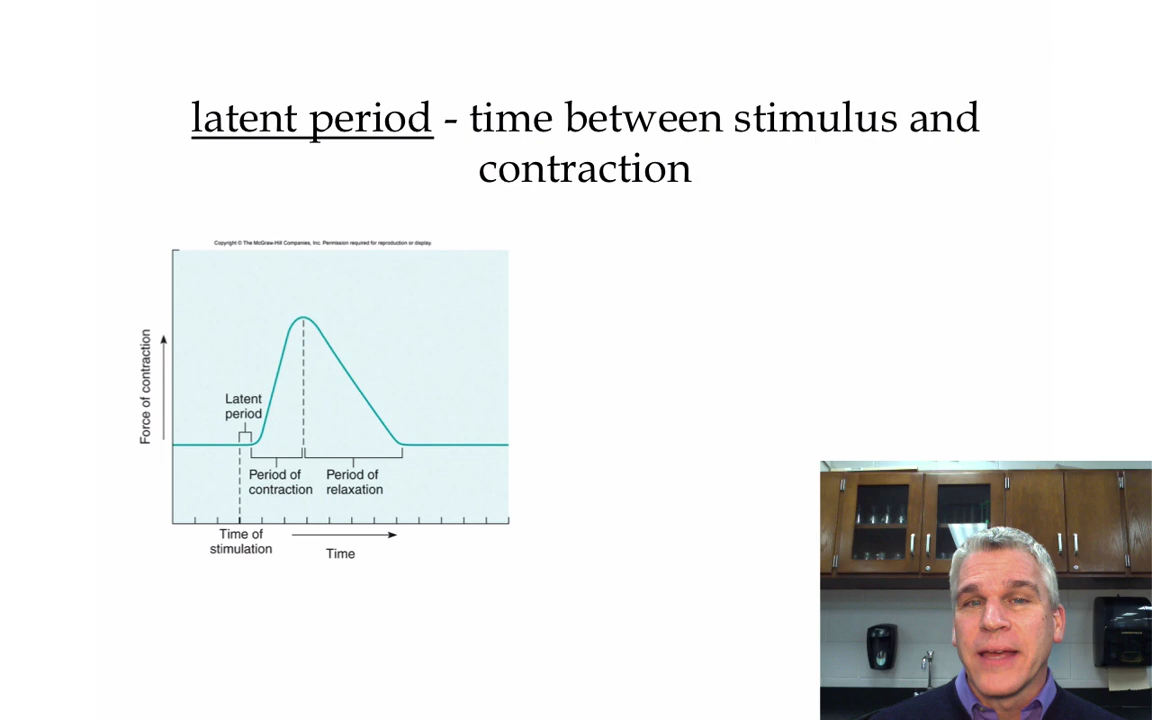 latent period - time between stimulus and
contraction
Copyright © The McGraw-Hill Companies, Inc. Permission required for reproduction or display.
Force of contraction
Latent
period
Period of
contraction
Period of
relaxation
Time of
stimulation
Time